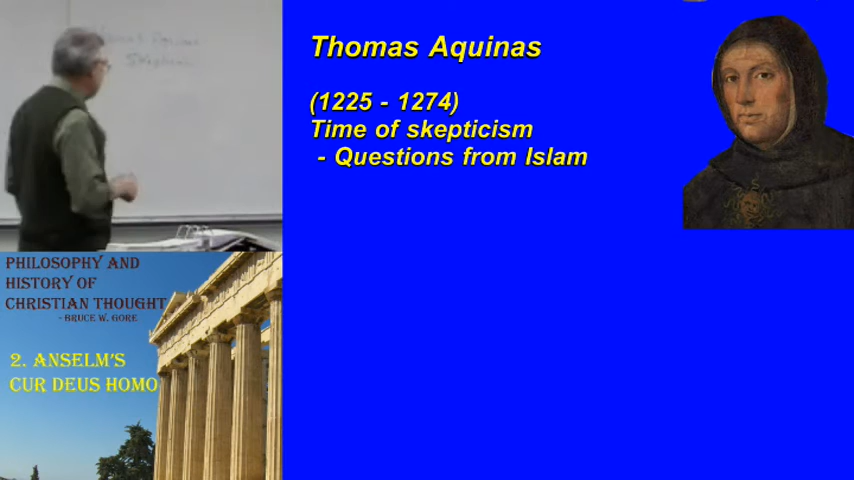 Thomas Aquinas
(1225 - 1274)
Time of skepticism
- Questions from Islam
PHILOSOPHY AND
HISTORY OF
CHRISTIAN THOUGHT
- BRUCE W. GORE
2. ANSELM'S
CUR DEUS HOMO